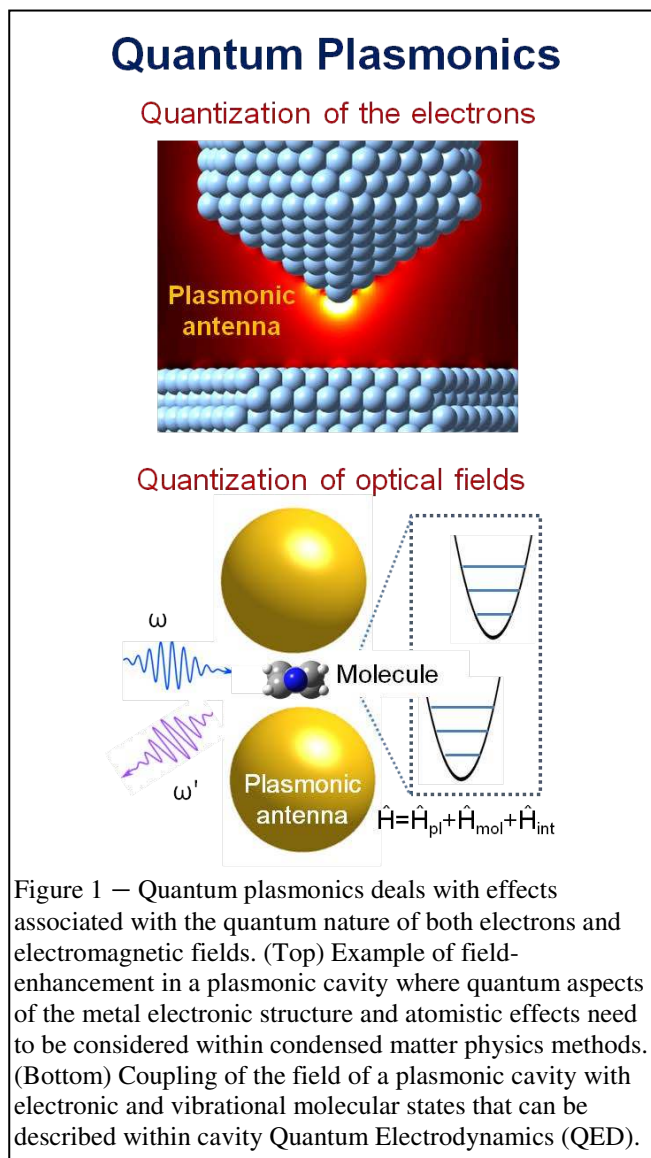 Quantum Plasmonics
Quantization of the electrons
Plasmonic
antenna
Quantization of optical fields
ω
Molecule
ω'
Plasmonic
antenna
Ĥ=Ĥpl+Ĥmol+Ĥint
Figure 1 – Quantum plasmonics deals with effects
associated with the quantum nature of both electrons and
electromagnetic fields. (Top) Example of field-
enhancement in a plasmonic cavity where quantum aspects
of the metal electronic structure and atomistic effects need
to be considered within condensed matter physics methods.
(Bottom) Coupling of the field of a plasmonic cavity with
electronic and vibrational molecular states that can be
described within cavity Quantum Electrodynamics (QED).